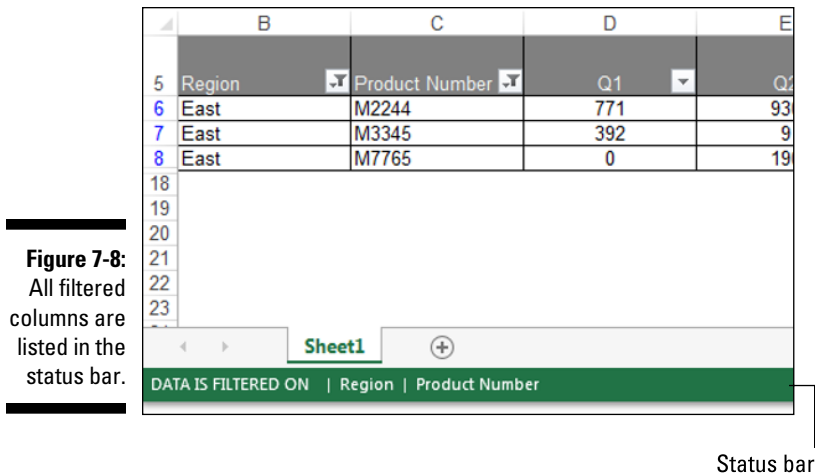 B C D E
5 Region Product Number Q1
6 East M2244 771
7 East M3345 392
8 East M7765 0
18
19
20
21
22
23
Figure 7-8:
All filtered
columns are
listed in the
status bar.
Sheet1
DATA IS FILTERED ON | Region | Product Number
Status bar